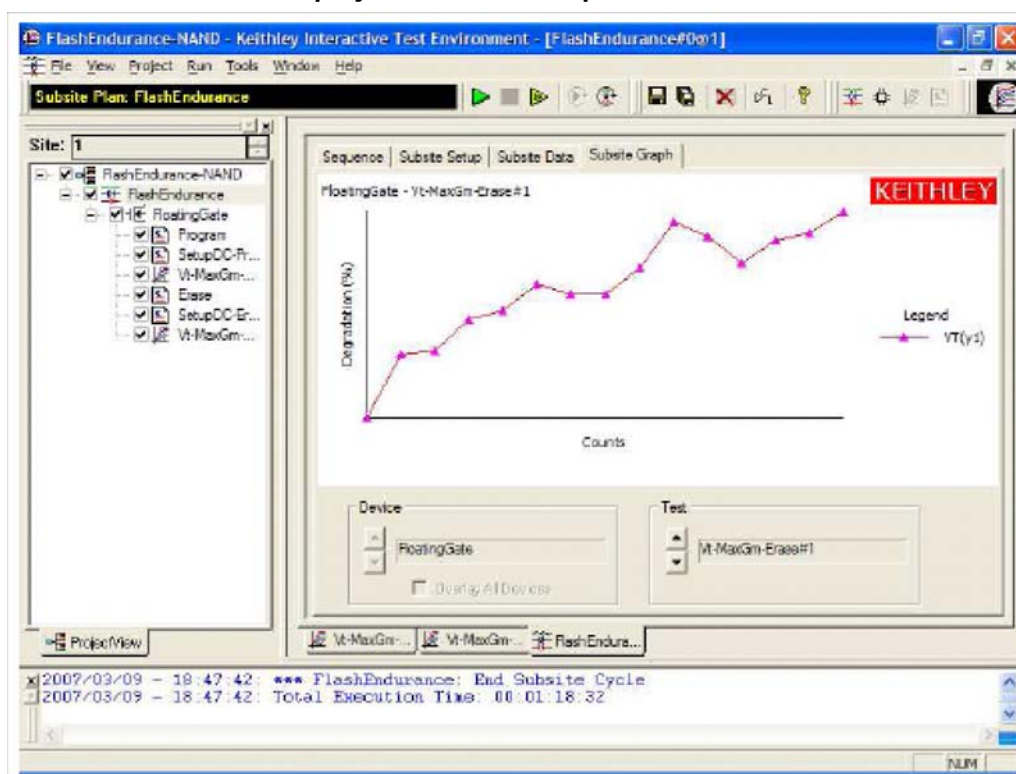 FlashEndurance-NAND - Keithley Interactive Test Environment - [FlashEndurance#0@1]
File View Project Run Tools Window Help
Subsite Plan: FlashEndurance
Site: 1
FlashEndurance-NAND
FlashEndurance
FloatingGate
Program
SetupDC-Pr...
Vt-MaxGm-...
Erase
SetupDC-Er...
Vt-MaxGm-...
ProjectView
Sequence Subsite Setup Subsite Data Subsite Graph
FloatingGate - Vt-MaxGm-Erase#1
KEITHLEY
Degradation (%)
Counts
Legend
VT(y1)
Device
FloatingGate
Overlay All Devices
Test
Vt-MaxGm-Erase#1
Vt-MaxGm-... Vt-MaxGm-... FlashEndura...
2007/03/09 - 18:47:42: *** FlashEndurance: End Subsite Cycle
2007/03/09 - 18:47:42: Total Execution Time: 00:01:18:32
NUM